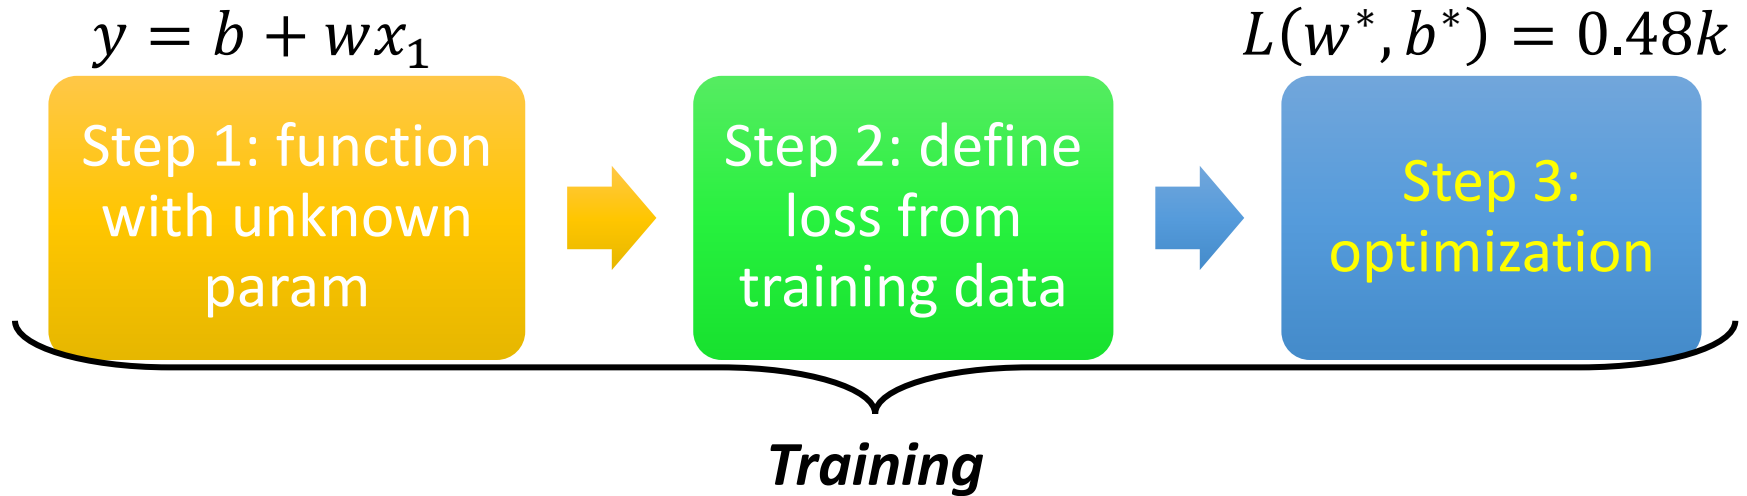 y = b + wx₁
L(w*, b*) = 0.48k
Step 1: function
with unknown
param
Step 2: define
loss from
training data
Step 3:
optimization
Training